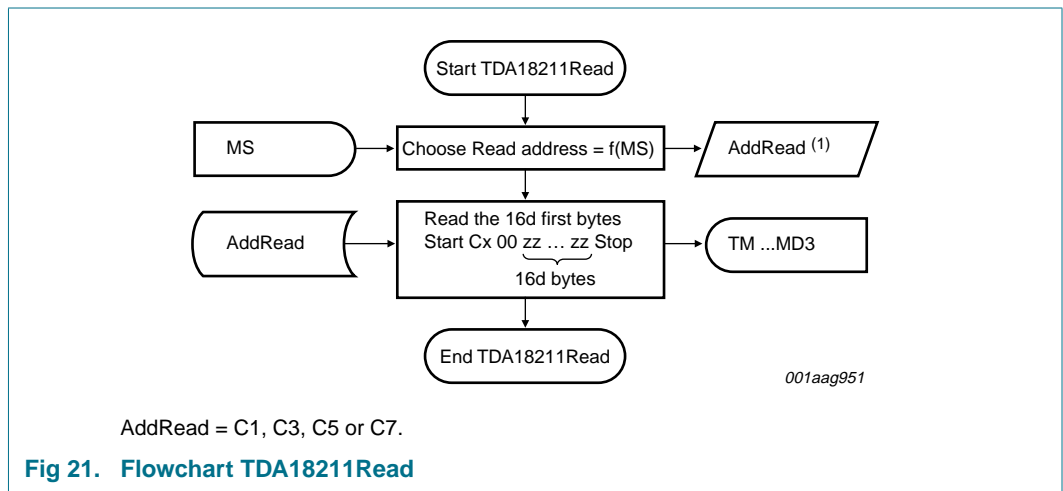 Start TDA18211Read
MS
Choose Read address = f(MS)
AddRead (1)
AddRead
Read the 16d first bytes
Start Cx 00 zz … zz Stop
16d bytes
TM ...MD3
End TDA18211Read
001aag951
AddRead = C1, C3, C5 or C7.
Fig 21. Flowchart TDA18211Read